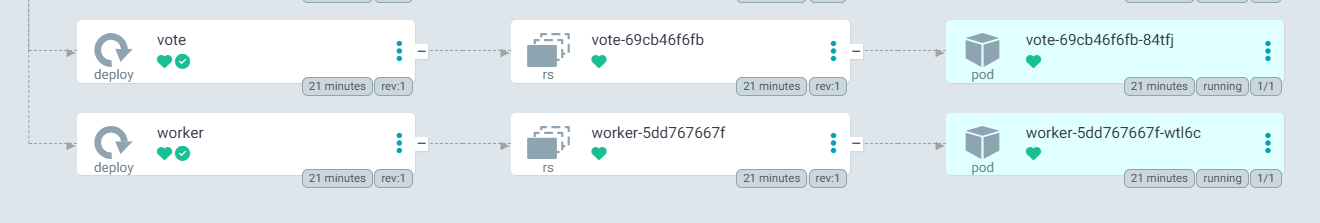 vote
deploy
21 minutes rev:1
vote-69cb46f6fb
rs
21 minutes rev:1
vote-69cb46f6fb-84tfj
pod
21 minutes running 1/1
worker
deploy
21 minutes rev:1
worker-5dd767667f
rs
21 minutes rev:1
worker-5dd767667f-wtl6c
pod
21 minutes running 1/1